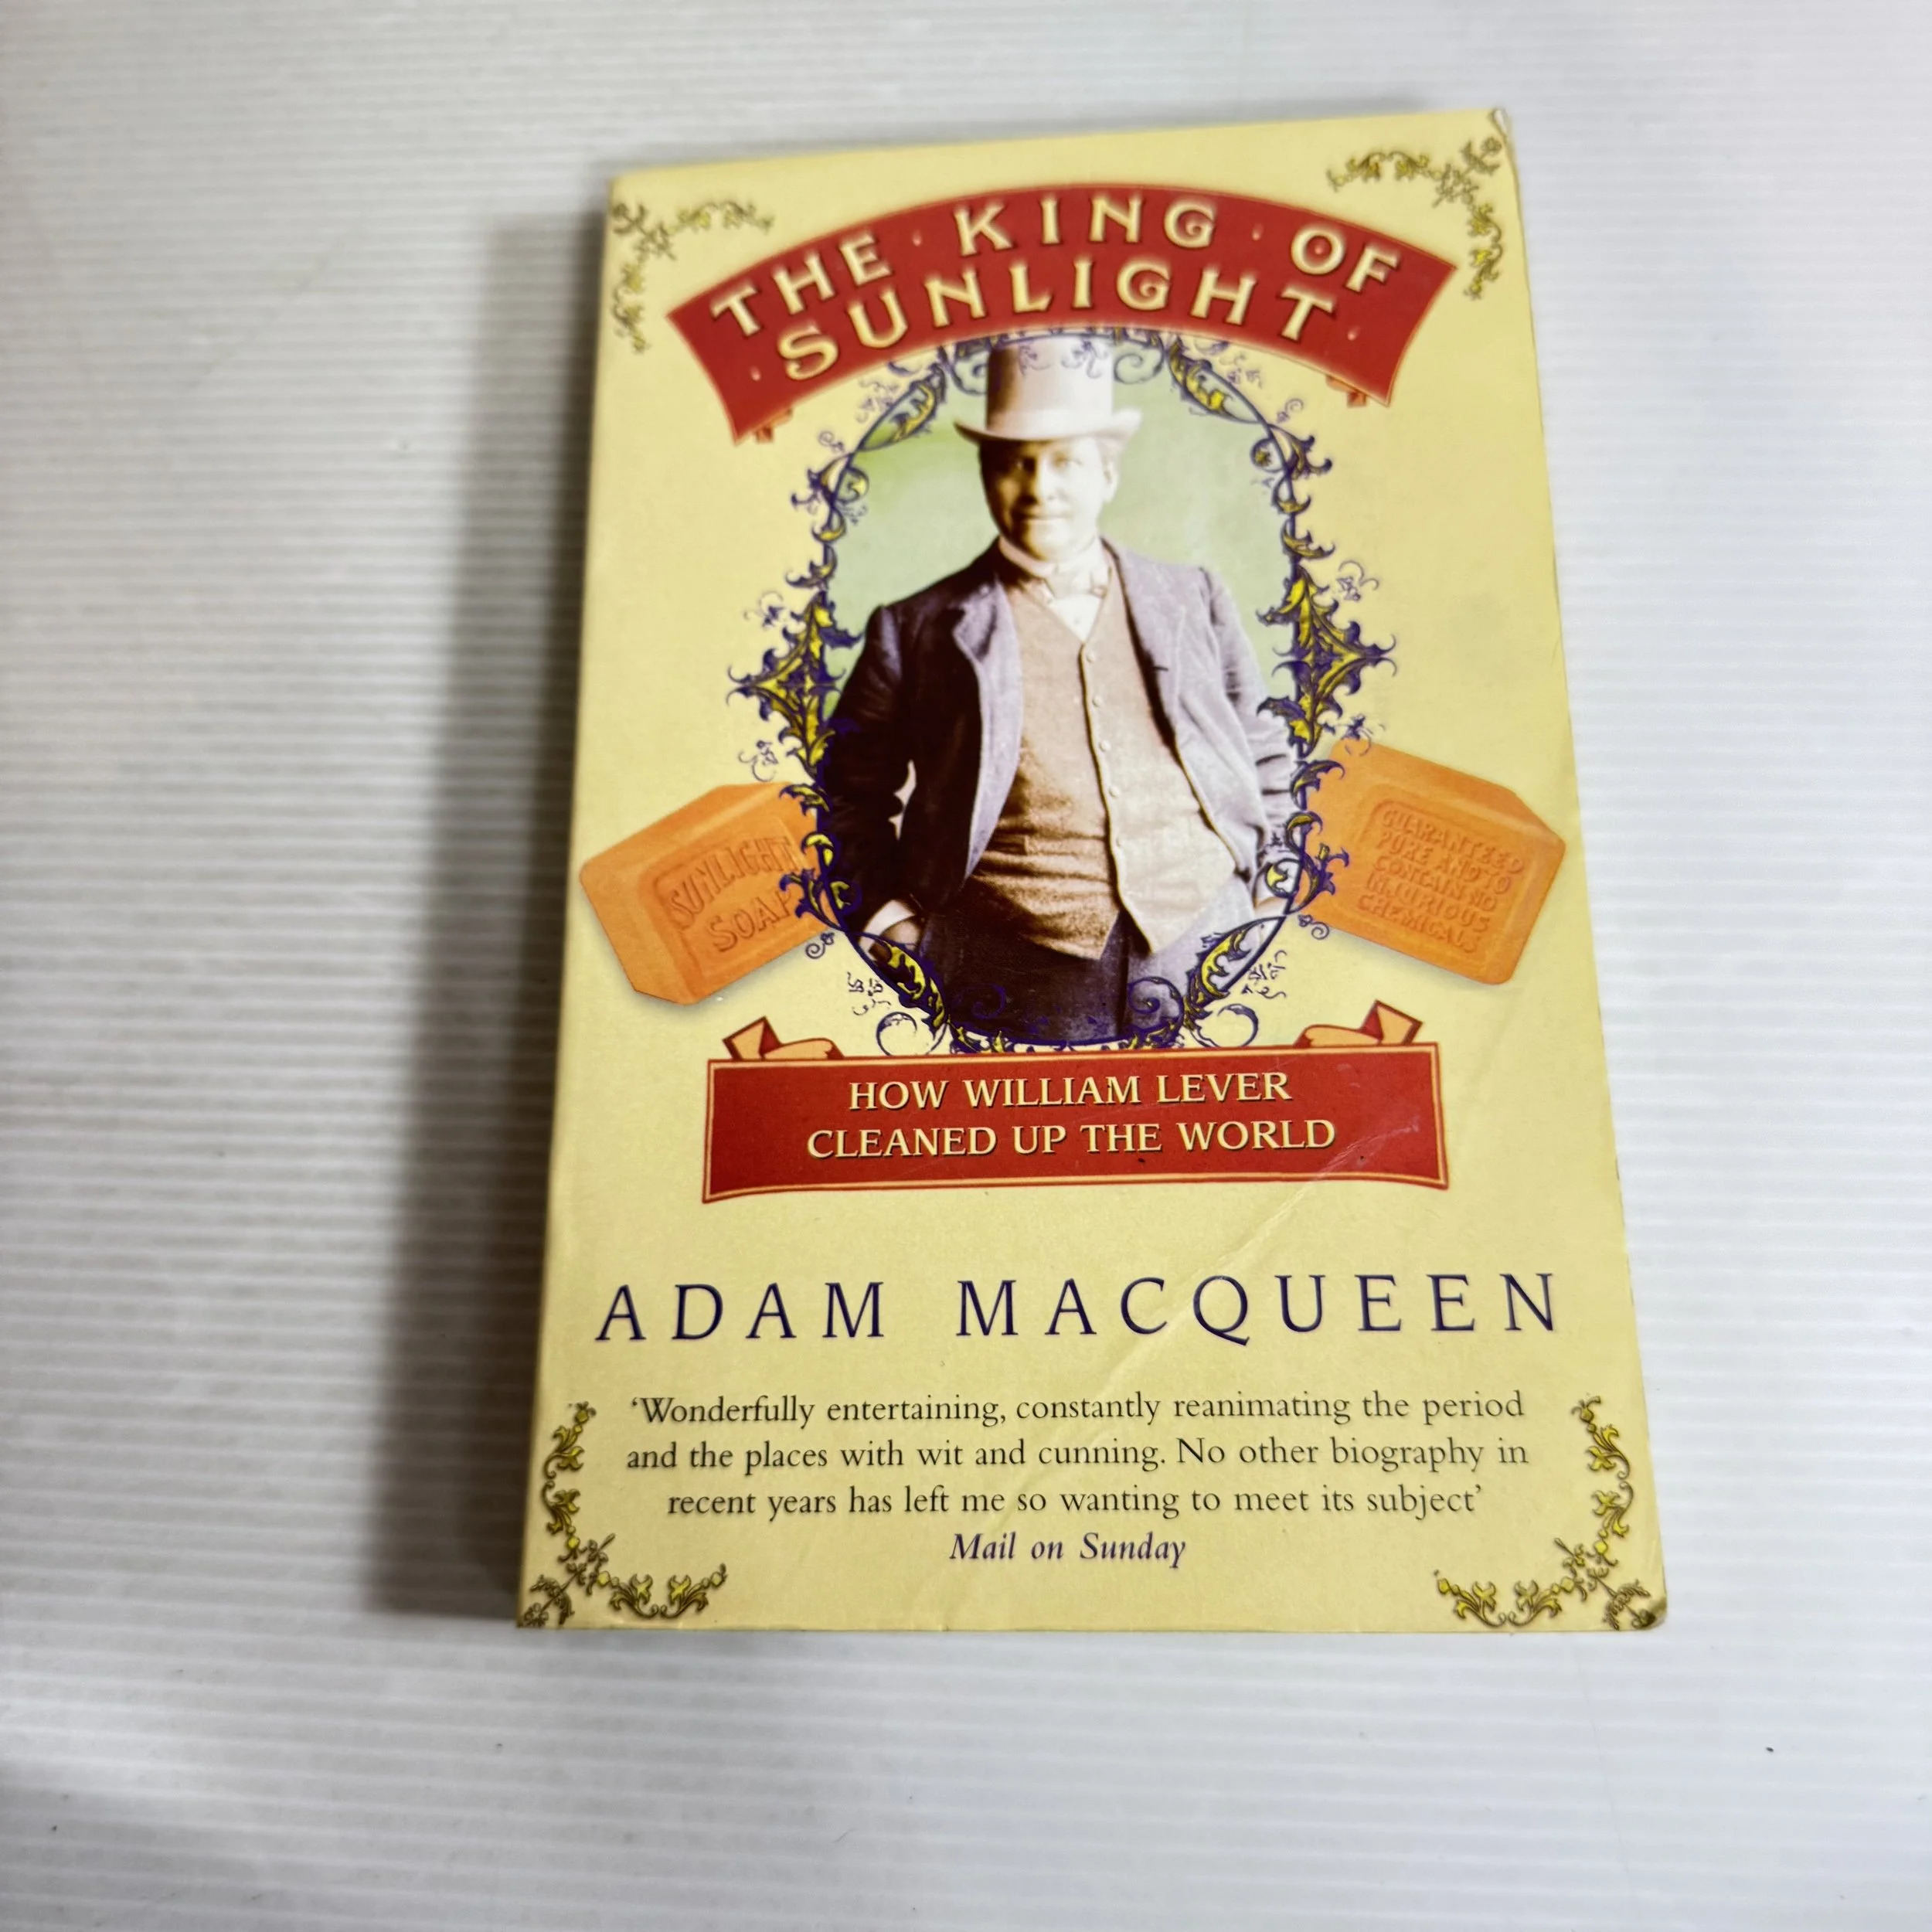 THE · KING · OF
· SUNLIGHT ·
SUNLIGHT
SOAP
GUARANTEED
PURE AND TO
CONTAIN NO
INJURIOUS
CHEMICALS
HOW WILLIAM LEVER
CLEANED UP THE WORLD
ADAM MACQUEEN
‘Wonderfully entertaining, constantly reanimating the period
and the places with wit and cunning. No other biography in
recent years has left me so wanting to meet its subject’
Mail on Sunday